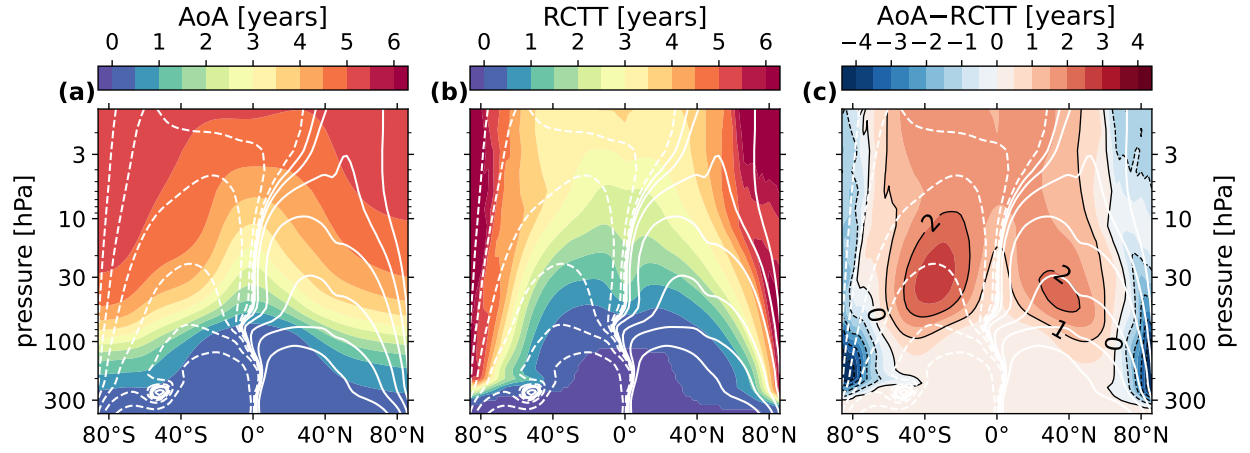 AoA [years]
0 1 2 3 4 5 6
RCTT [years]
0 1 2 3 4 5 6
AoA−RCTT [years]
−4 −3 −2 −1 0 1 2 3 4
(a)
(b)
(c)
pressure [hPa]
3
10
30
100
300
80°S 40°S 0° 40°N 80°N
80°S 40°S 0° 40°N 80°N
2
2
0
1
0
80°S 40°S 0° 40°N 80°N
3
10
30
100
300
pressure [hPa]